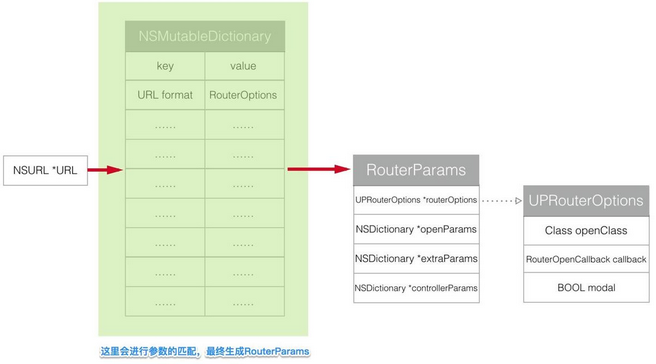 NSMutableDictionary
key value
URL format RouterOptions
...... ......
...... ......
...... ......
...... ......
...... ......
...... ......
...... ......
NSURL *URL
RouterParams
UPRouterOptions *routerOptions
NSDictionary *openParams
NSDictionary *extraParams
NSDictionary *controllerParams
UPRouterOptions
Class openClass
RouterOpenCallback callback
BOOL modal
这里会进行参数的匹配，最终生成RouterParams